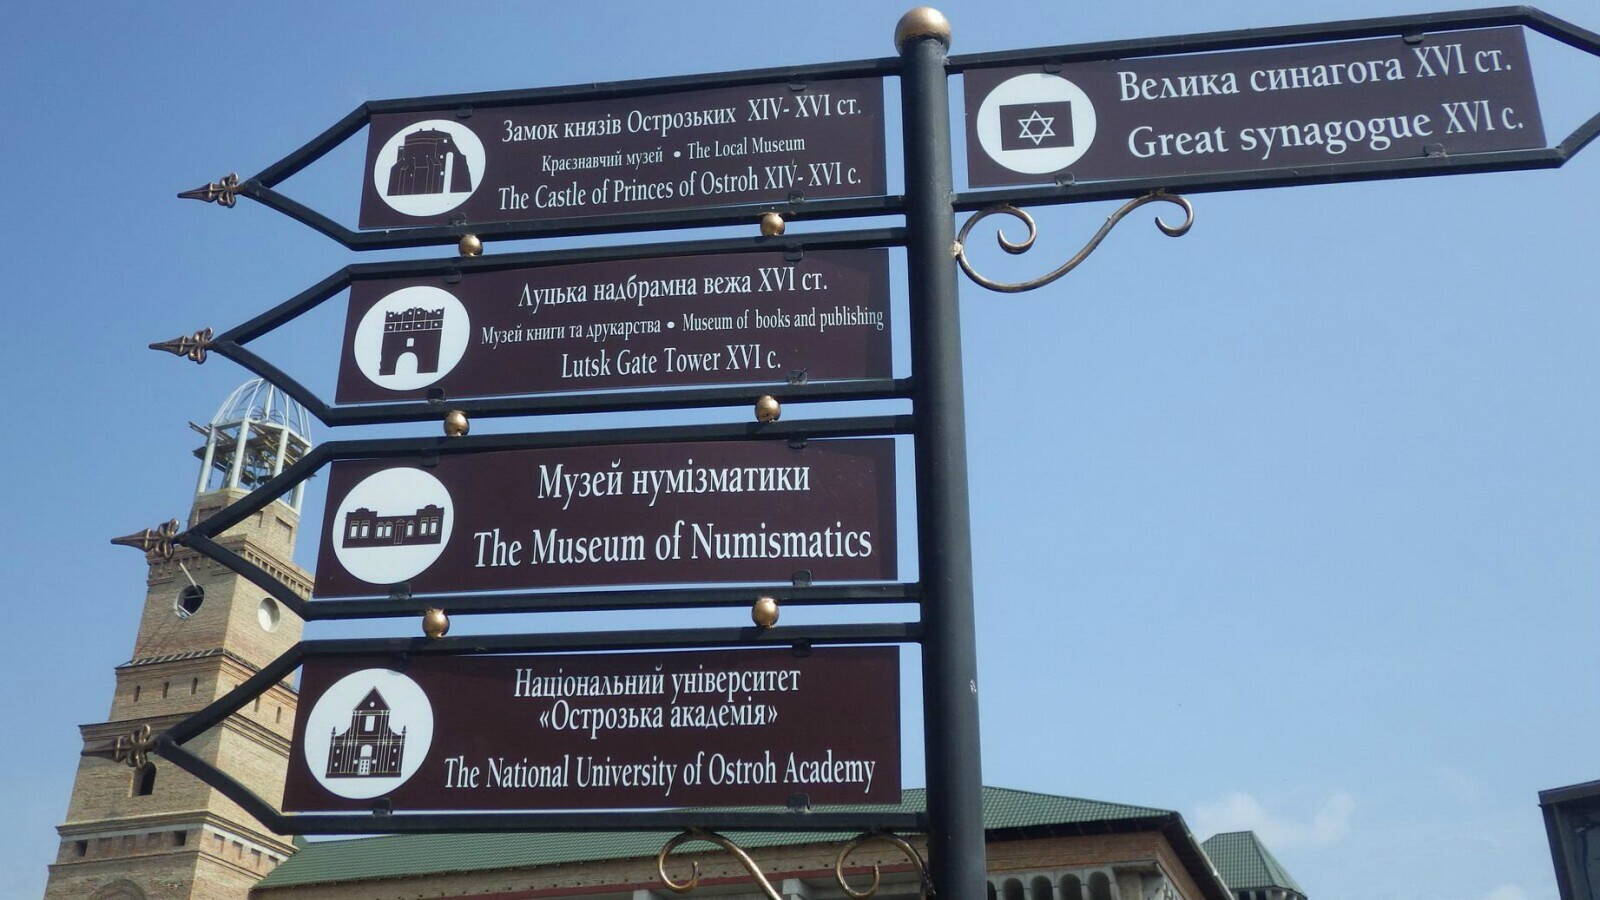 Замок князів Острозьких XIV- XVI ст.
Краєзнавчий музей • The Local Museum
The Castle of Princes of Ostroh XIV- XVI c.
Велика синагога XVI ст.
Great synagogue XVI c.
Луцька надбрамна вежа XVI ст.
Музей книги та друкарства • Museum of books and publishing
Lutsk Gate Tower XVI c.
Музей нумізматики
The Museum of Numismatics
Національний університет
«Острозька академія»
The National University of Ostroh Academy